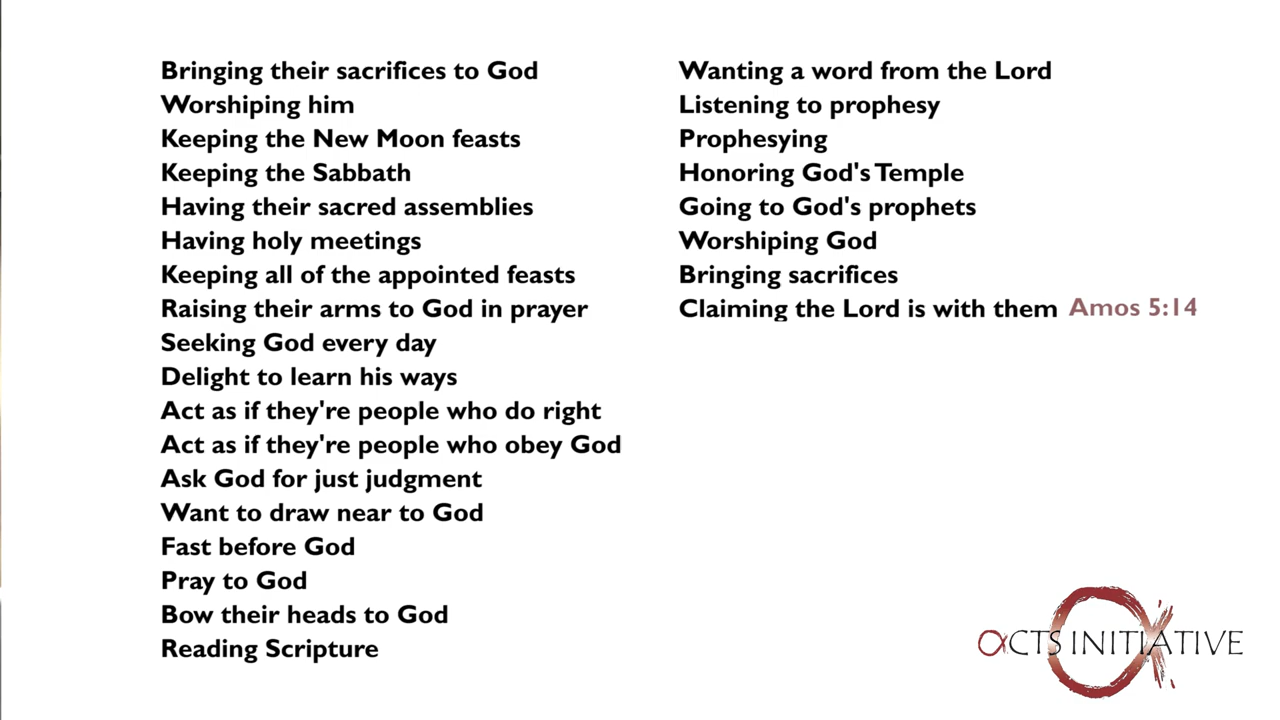 Bringing their sacrifices to God
Worshiping him
Keeping the New Moon feasts
Keeping the Sabbath
Having their sacred assemblies
Having holy meetings
Keeping all of the appointed feasts
Raising their arms to God in prayer
Seeking God every day
Delight to learn his ways
Act as if they're people who do right
Act as if they're people who obey God
Ask God for just judgment
Want to draw near to God
Fast before God
Pray to God
Bow their heads to God
Reading Scripture
Wanting a word from the Lord
Listening to prophesy
Prophesying
Honoring God's Temple
Going to God's prophets
Worshiping God
Bringing sacrifices
Claiming the Lord is with them Amos 5:14
αCTS INITIATIVE